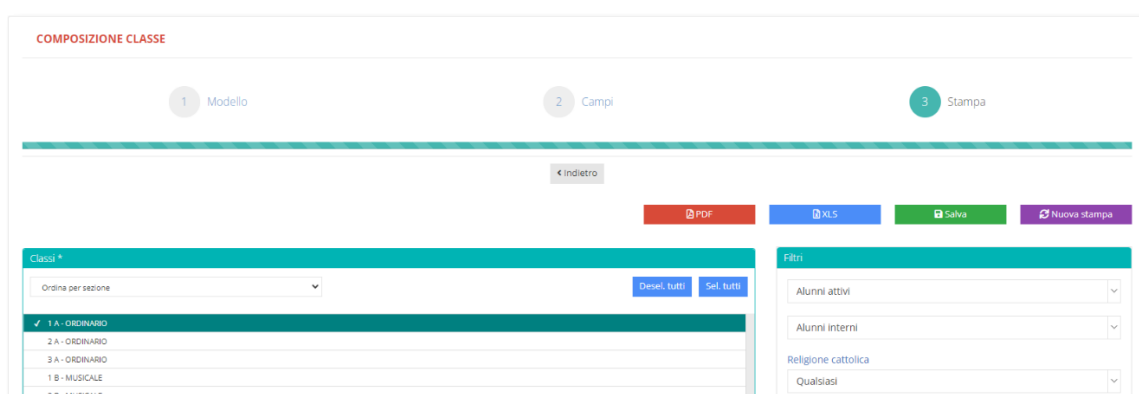 COMPOSIZIONE CLASSE
1 Modello
2 Campi
3 Stampa
Indietro
PDF
XLS
Salva
Nuova stampa
Classi *
Ordina per sezione
Desel. tutti
Sel. tutti
1 A - ORDINARIO
2 A - ORDINARIO
3 A - ORDINARIO
1 B - MUSICALE
Filtri
Alunni attivi
Alunni interni
Religione cattolica
Qualsiasi